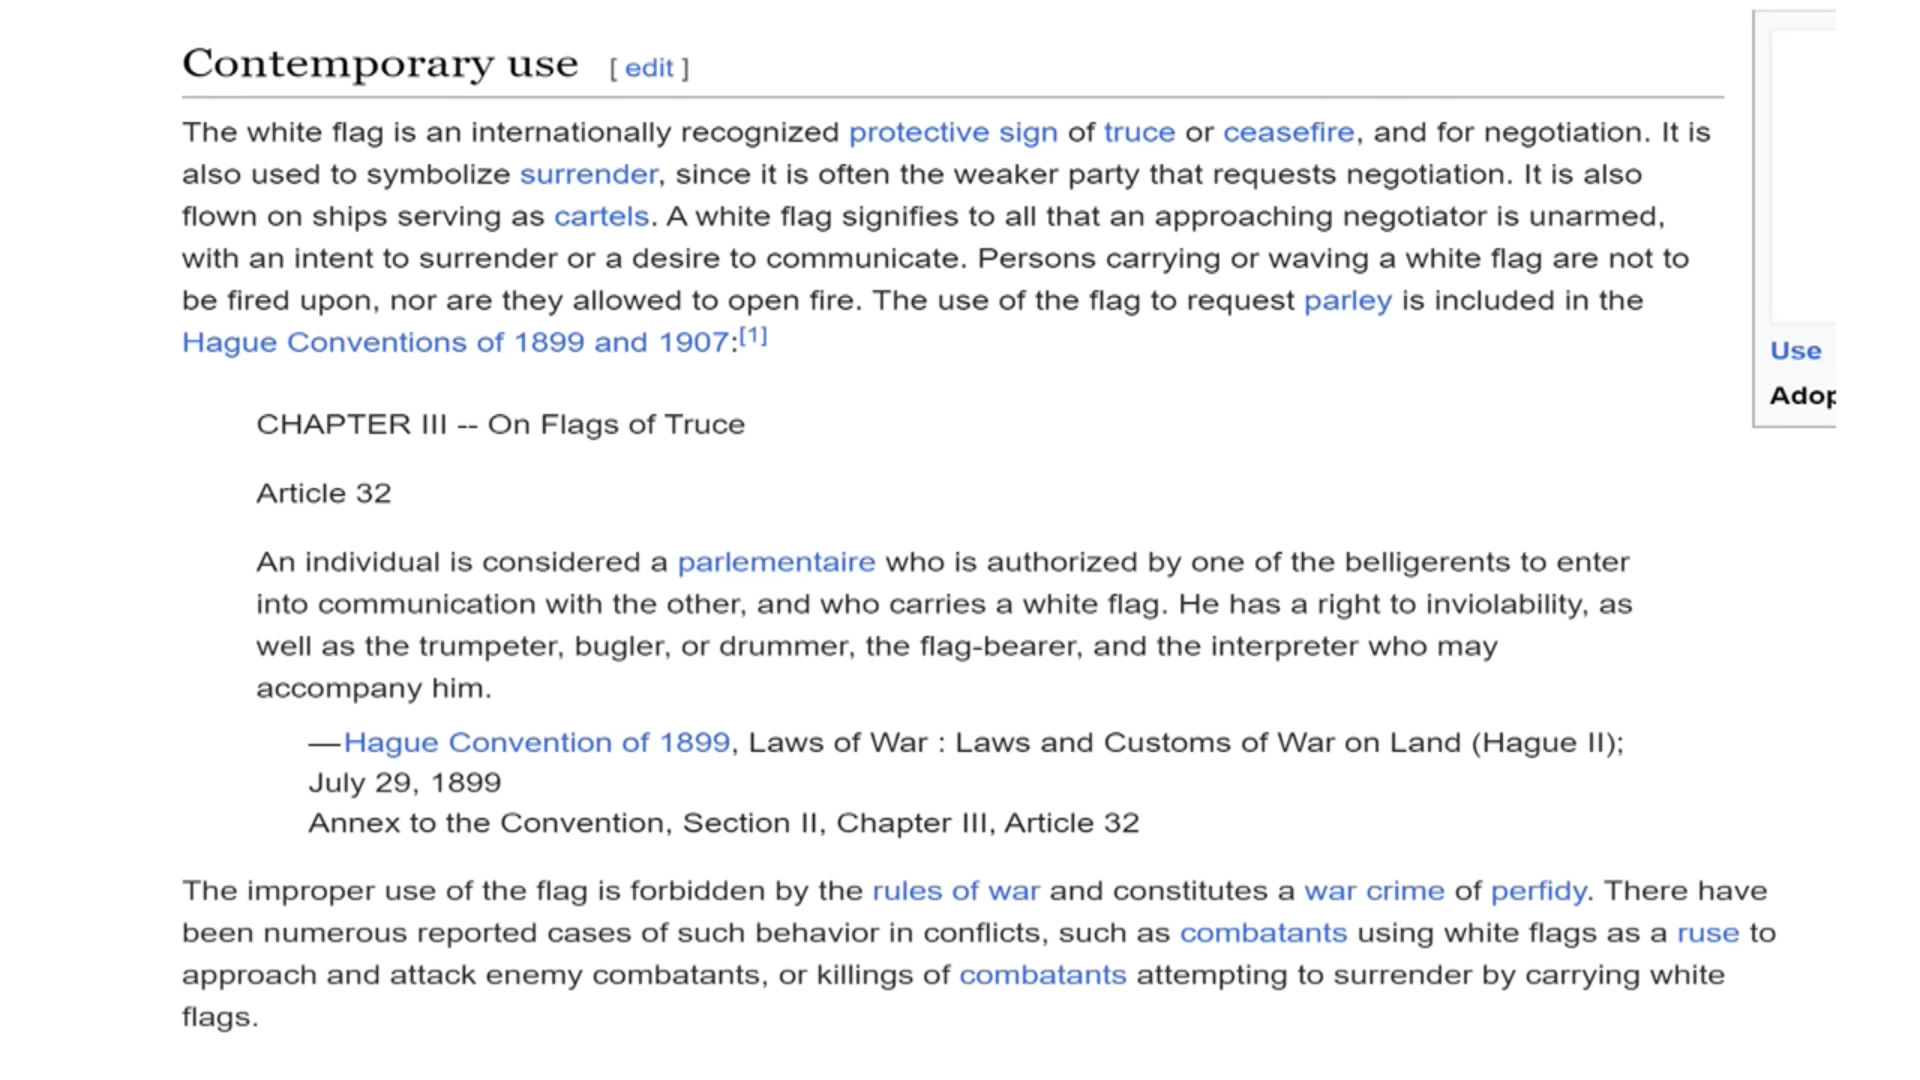 Contemporary use [ edit ]
The white flag is an internationally recognized protective sign of truce or ceasefire, and for negotiation. It is
also used to symbolize surrender, since it is often the weaker party that requests negotiation. It is also
flown on ships serving as cartels. A white flag signifies to all that an approaching negotiator is unarmed,
with an intent to surrender or a desire to communicate. Persons carrying or waving a white flag are not to
be fired upon, nor are they allowed to open fire. The use of the flag to request parley is included in the
Hague Conventions of 1899 and 1907:[1]
CHAPTER III -- On Flags of Truce
Article 32
An individual is considered a parlementaire who is authorized by one of the belligerents to enter
into communication with the other, and who carries a white flag. He has a right to inviolability, as
well as the trumpeter, bugler, or drummer, the flag-bearer, and the interpreter who may
accompany him.
—Hague Convention of 1899, Laws of War : Laws and Customs of War on Land (Hague II);
July 29, 1899
Annex to the Convention, Section II, Chapter III, Article 32
The improper use of the flag is forbidden by the rules of war and constitutes a war crime of perfidy. There have
been numerous reported cases of such behavior in conflicts, such as combatants using white flags as a ruse to
approach and attack enemy combatants, or killings of combatants attempting to surrender by carrying white
flags.
Use
Adop